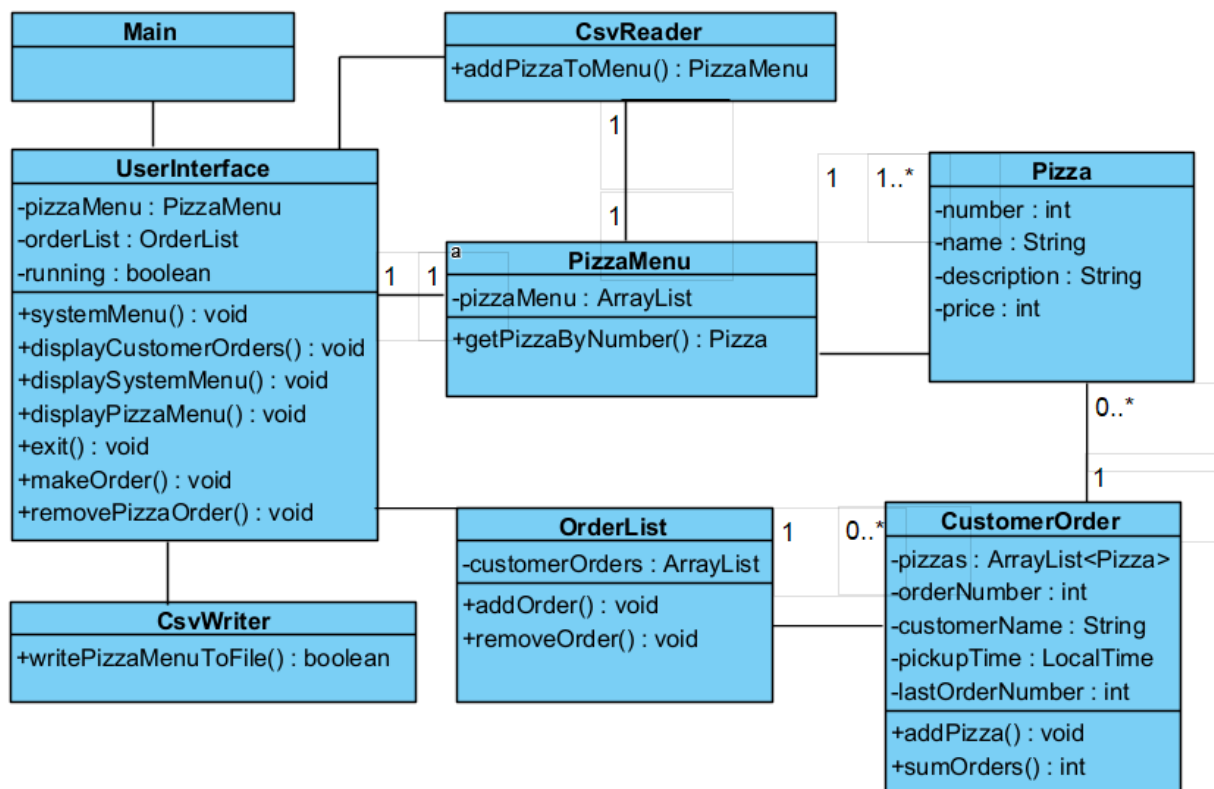 Main
CsvReader
+addPizzaToMenu() : PizzaMenu
1
1
UserInterface
-pizzaMenu : PizzaMenu
-orderList : OrderList
-running : boolean
+systemMenu() : void
+displayCustomerOrders() : void
+displaySystemMenu() : void
+displayPizzaMenu() : void
+exit() : void
+makeOrder() : void
+removePizzaOrder() : void
1
1
a
PizzaMenu
-pizzaMenu : ArrayList
+getPizzaByNumber() : Pizza
1
1..*
Pizza
-number : int
-name : String
-description : String
-price : int
0..*
1
CsvWriter
+writePizzaMenuToFile() : boolean
OrderList
-customerOrders : ArrayList
+addOrder() : void
+removeOrder() : void
1
0..*
CustomerOrder
-pizzas : ArrayList<Pizza>
-orderNumber : int
-customerName : String
-pickupTime : LocalTime
-lastOrderNumber : int
+addPizza() : void
+sumOrders() : int